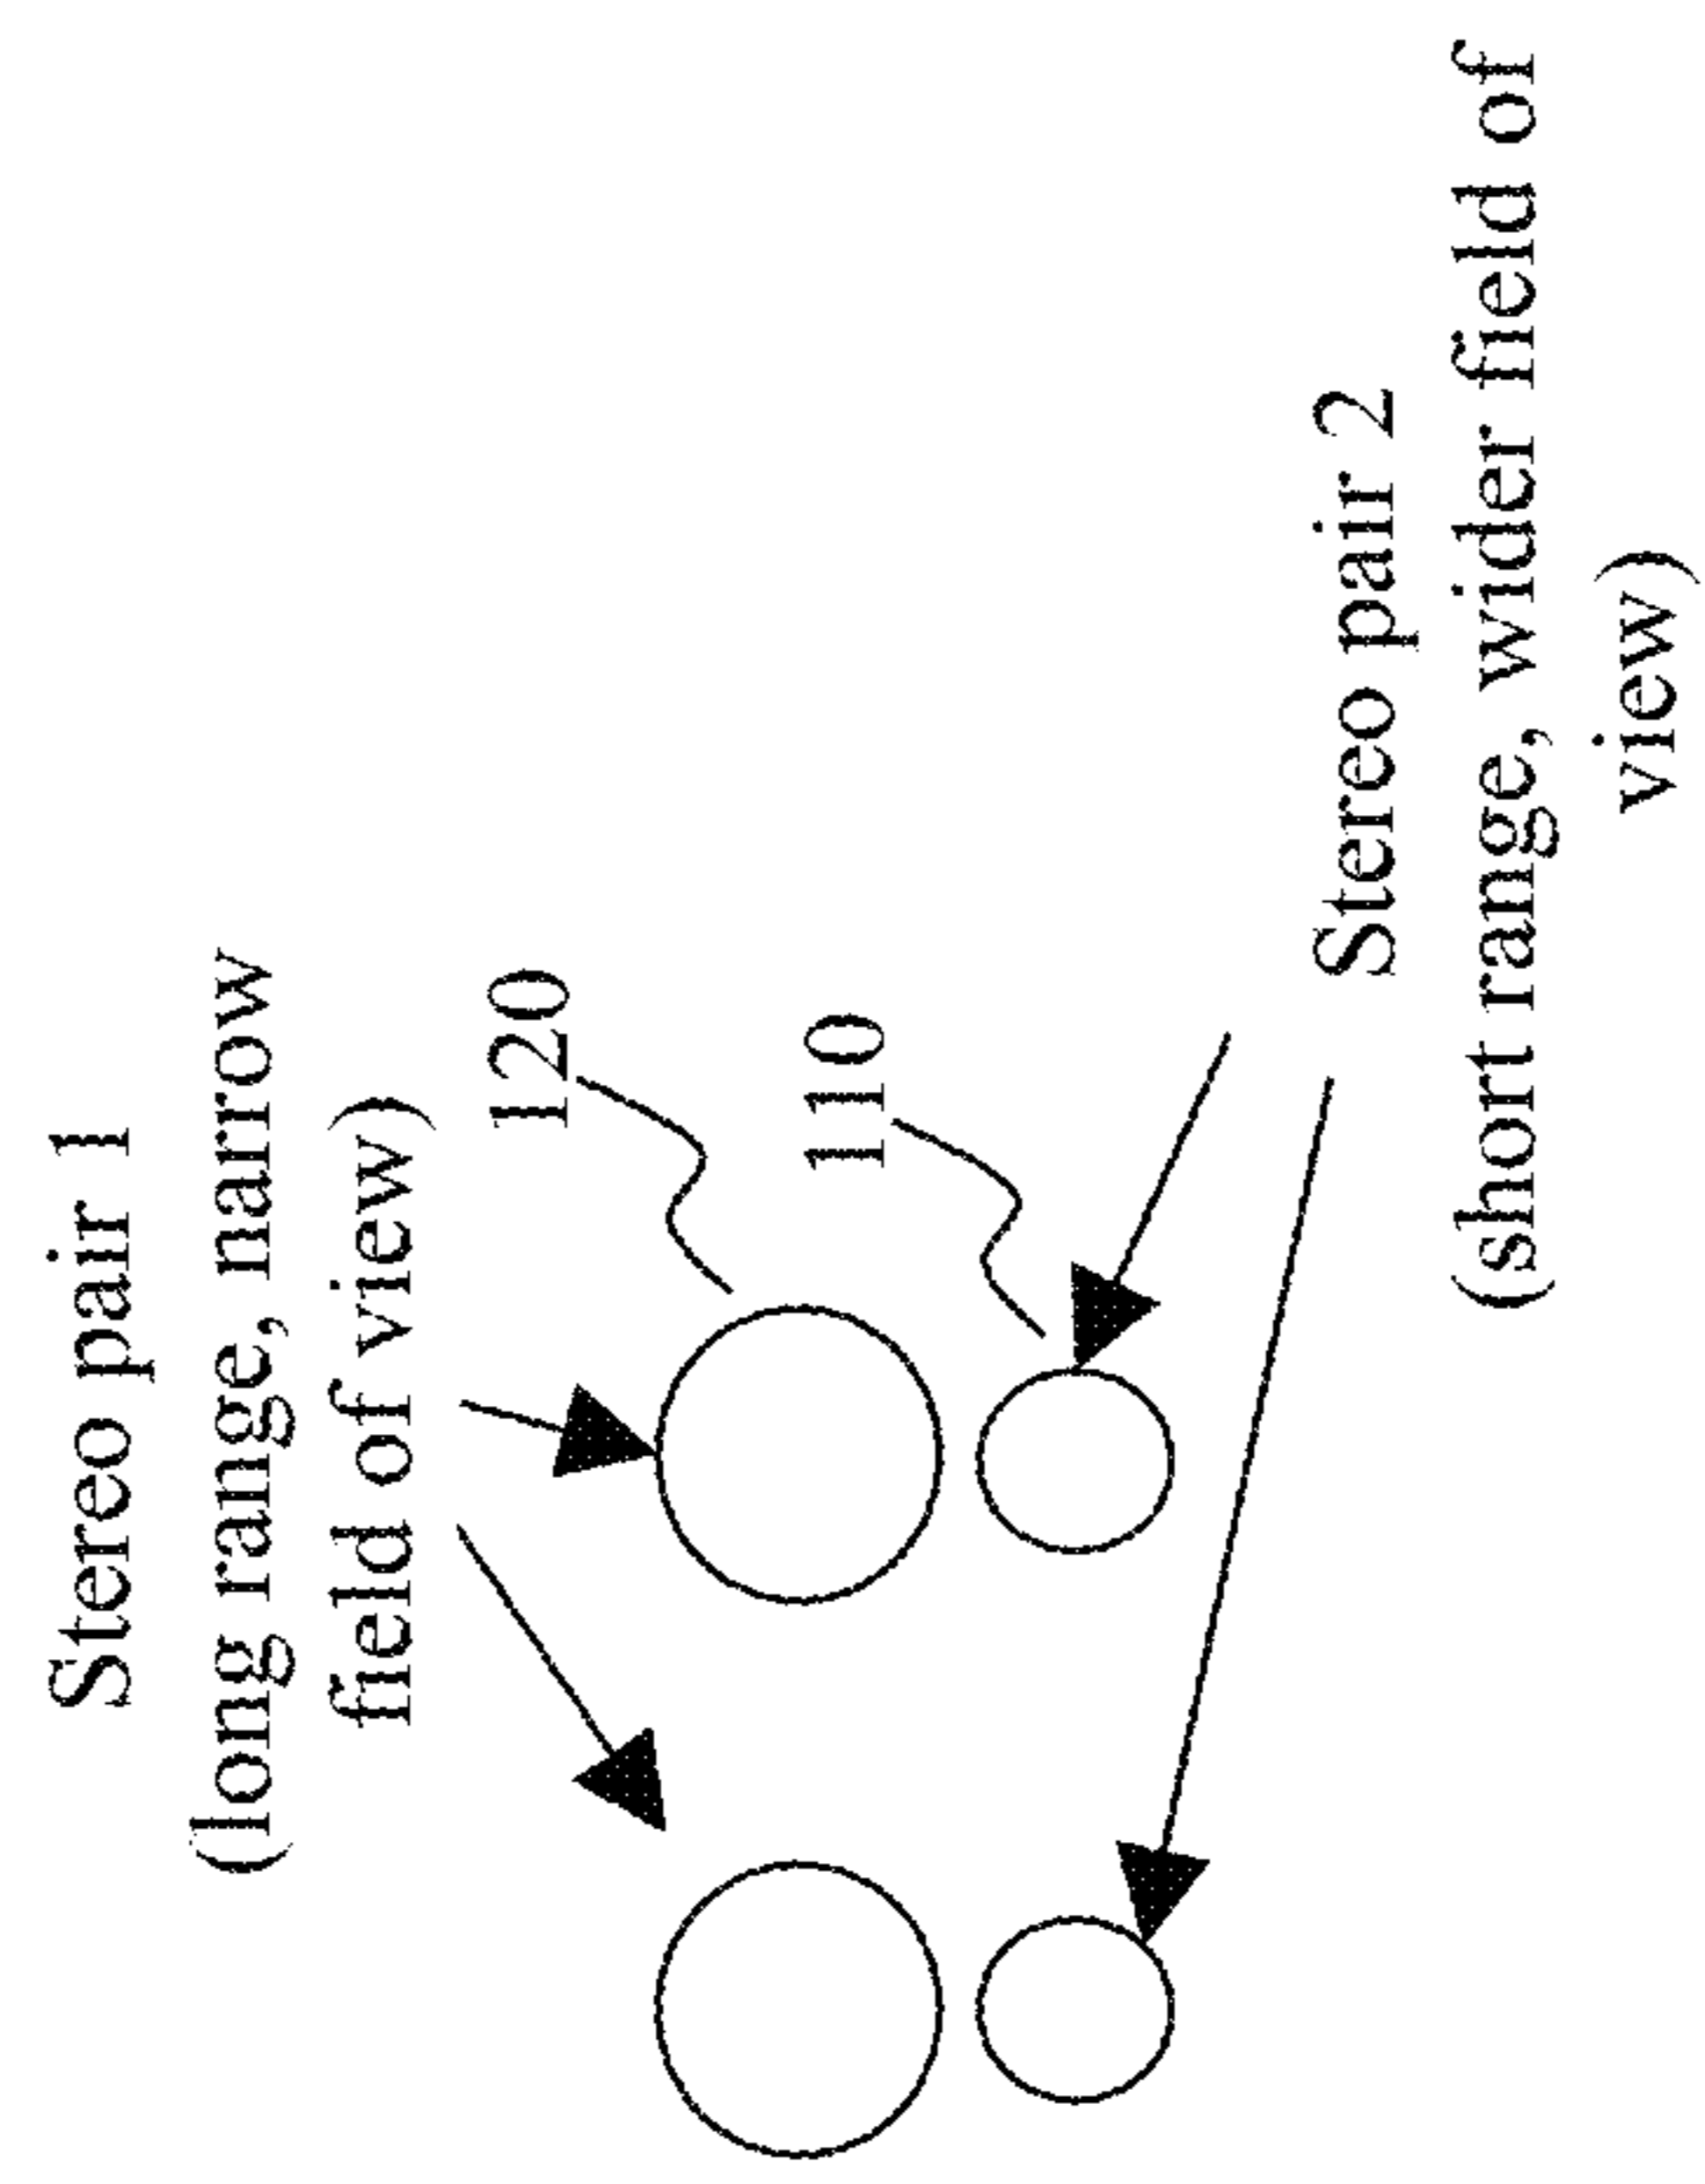 Stereo pair 1
(long range, narrow
field of view)
120
110
Stereo pair 2
(short range, wider field of
view)